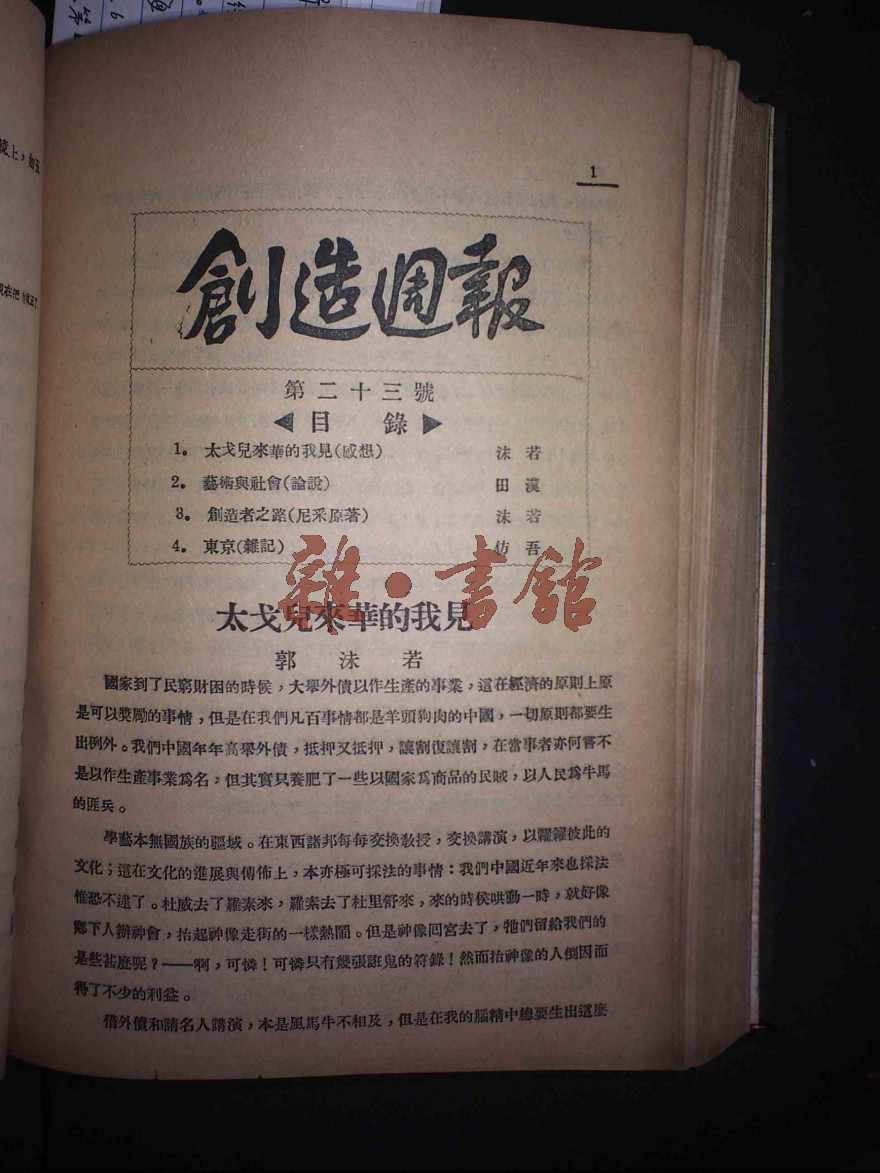 1
創造週報
第二十三號
◀目 錄▶
1。 太戈兒來華的我見(感想) 沫若
2。 藝術與社會(論說) 田漢
3。 創造者之路(尼采原著) 沫若
4。 東京(雜記) 仿吾
雜·書館
太戈兒來華的我見
郭沫若
國家到了民窮財困的時候,大舉外債以作生產的事業,這在經濟的原則上原
是可以獎勵的事情,但是在我們凡百事情都是羊頭狗肉的中國,一切原則都要生
出例外。我們中國年年高舉外債,抵押又抵押,讓割復讓割,在當事者亦何嘗不
是以作生產事業爲名;但其實只養肥了一些以國家爲商品的民賊,以人民爲牛馬
的匪兵。
學藝本無國族的疆域。在東西諸邦每每交換敎授,交換講演,以糶糴彼此的
文化;這在文化的進展與傳佈上,本亦極可採法的事情:我們中國近年來也採法
惟恐不逮了。杜威去了羅素來,羅素去了杜里舒來,來的時侯哄動一時,就好像
鄉下人辦神會,抬起神像走街的一樣熱閙。但是神像回宮去了,牠們留給我們的
是些甚麽呢?——啊,可憐!可憐只有幾張誑鬼的符籙!然而抬神像的人倒因而
得了不少的利益。
借外債和請名人講演,本是風馬牛不相及,但是在我的腦精中總要生出這麽